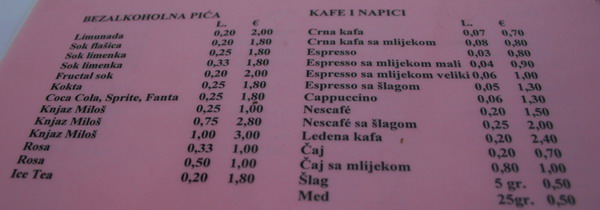 BEZALKOHOLNA PIĆA
L. €
Limunada 0,20 2,00
Sok flašica 0,20 1,80
Sok limenka 0,25 1,80
Sok limenka 0,33 1,80
Fructal sok 0,20 2,00
Kokta 0,25 1,80
Coca Cola, Sprite, Fanta 0,25 1,80
Knjaz Miloš 0,25 1,00
Knjaz Miloš 0,75 2,80
Knjaz Miloš 1,00 3,00
Rosa 0,33 1,00
Rosa 0,50 1,00
Ice Tea 0,20 1,80
KAFE I NAPICI
L. €
Crna kafa 0,07 0,70
Crna kafa sa mlijekom 0,08 0,80
Espresso 0,03 0,80
Espresso sa mlijekom mali 0,04 0,90
Espresso sa mlijekom veliki 0,06 1,00
Espresso sa šlagom 0,05 1,30
Cappuccino 0,06 1,30
Nescafé 0,20 1,50
Nescafé sa šlagom 0,25 2,00
Ledena kafa 0,20 2,40
Čaj 0,20 0,70
Čaj sa mlijekom 0,80 1,00
Šlag 5 gr. 0,50
Med 25gr. 0,50